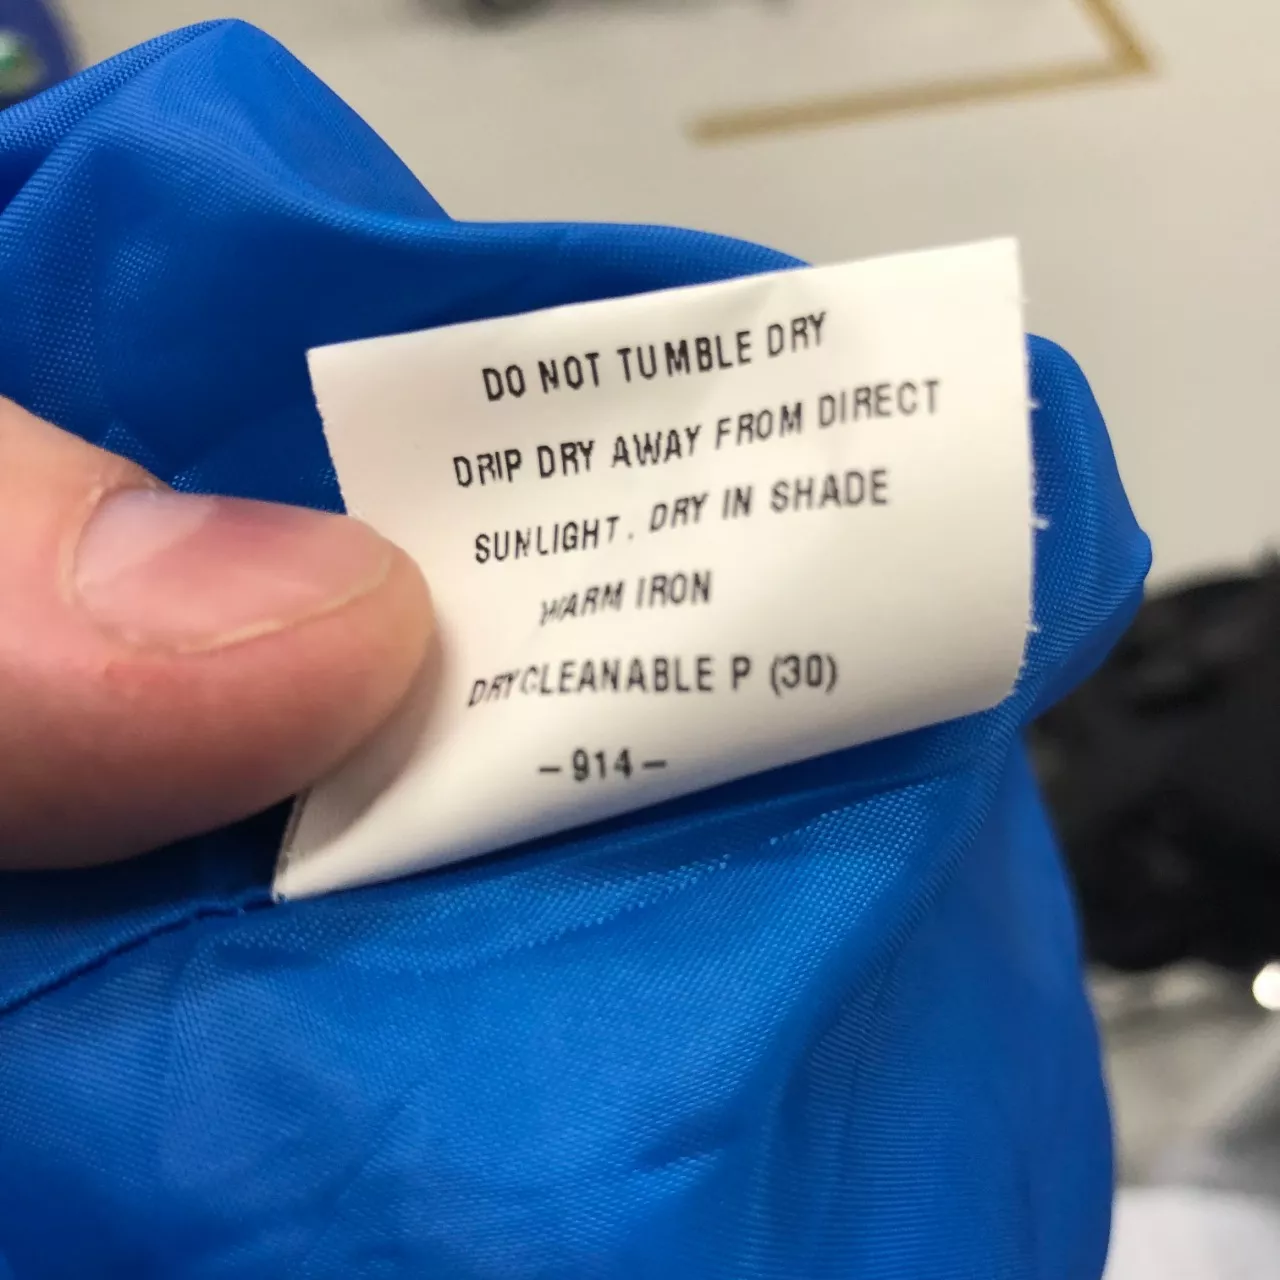 DO NOT TUMBLE DRY
DRIP DRY AWAY FROM DIRECT
SUNLIGHT. DRY IN SHADE
WARM IRON
DRYCLEANABLE P (30)
-914-